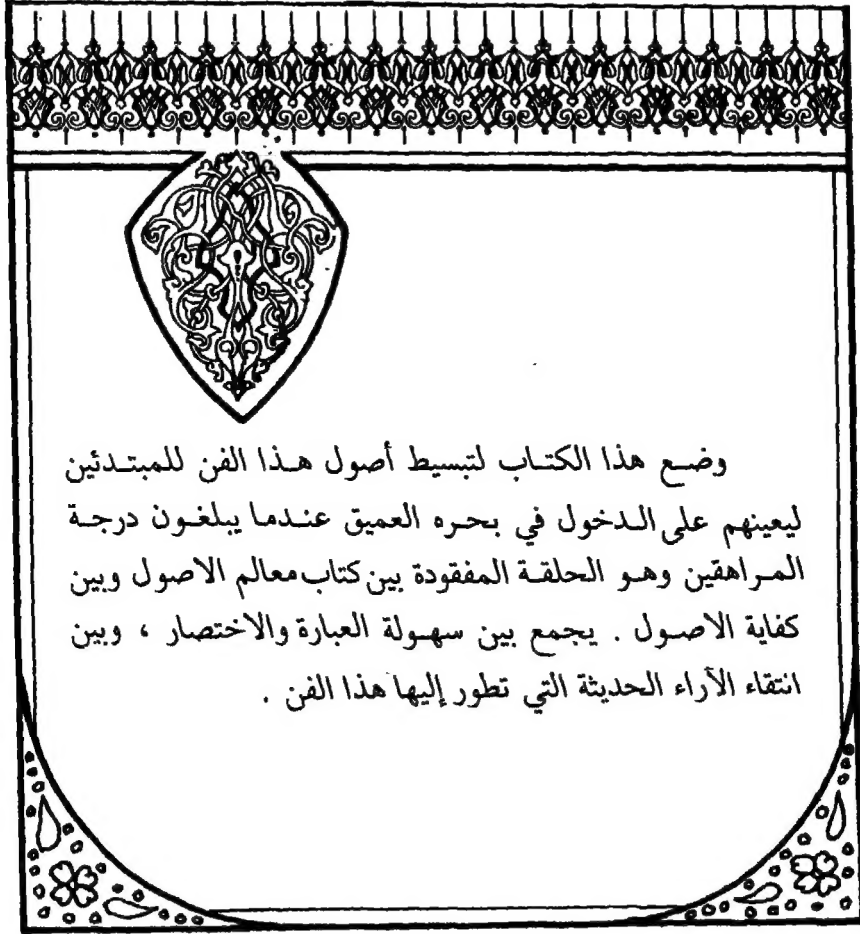 وضع هذا الكتاب لتبسيط أصول هذا الفن للمبتدئين
ليعينهم على الدخول في بحره العميق عندما يبلغون درجة
المراهقين وهو الحلقة المفقودة بين كتاب معالم الاصول وبين
كفاية الاصول . يجمع بين سهولة العبارة والاختصار ، وبين
انتقاء الآراء الحديثة التي تطور إليها هذا الفن .